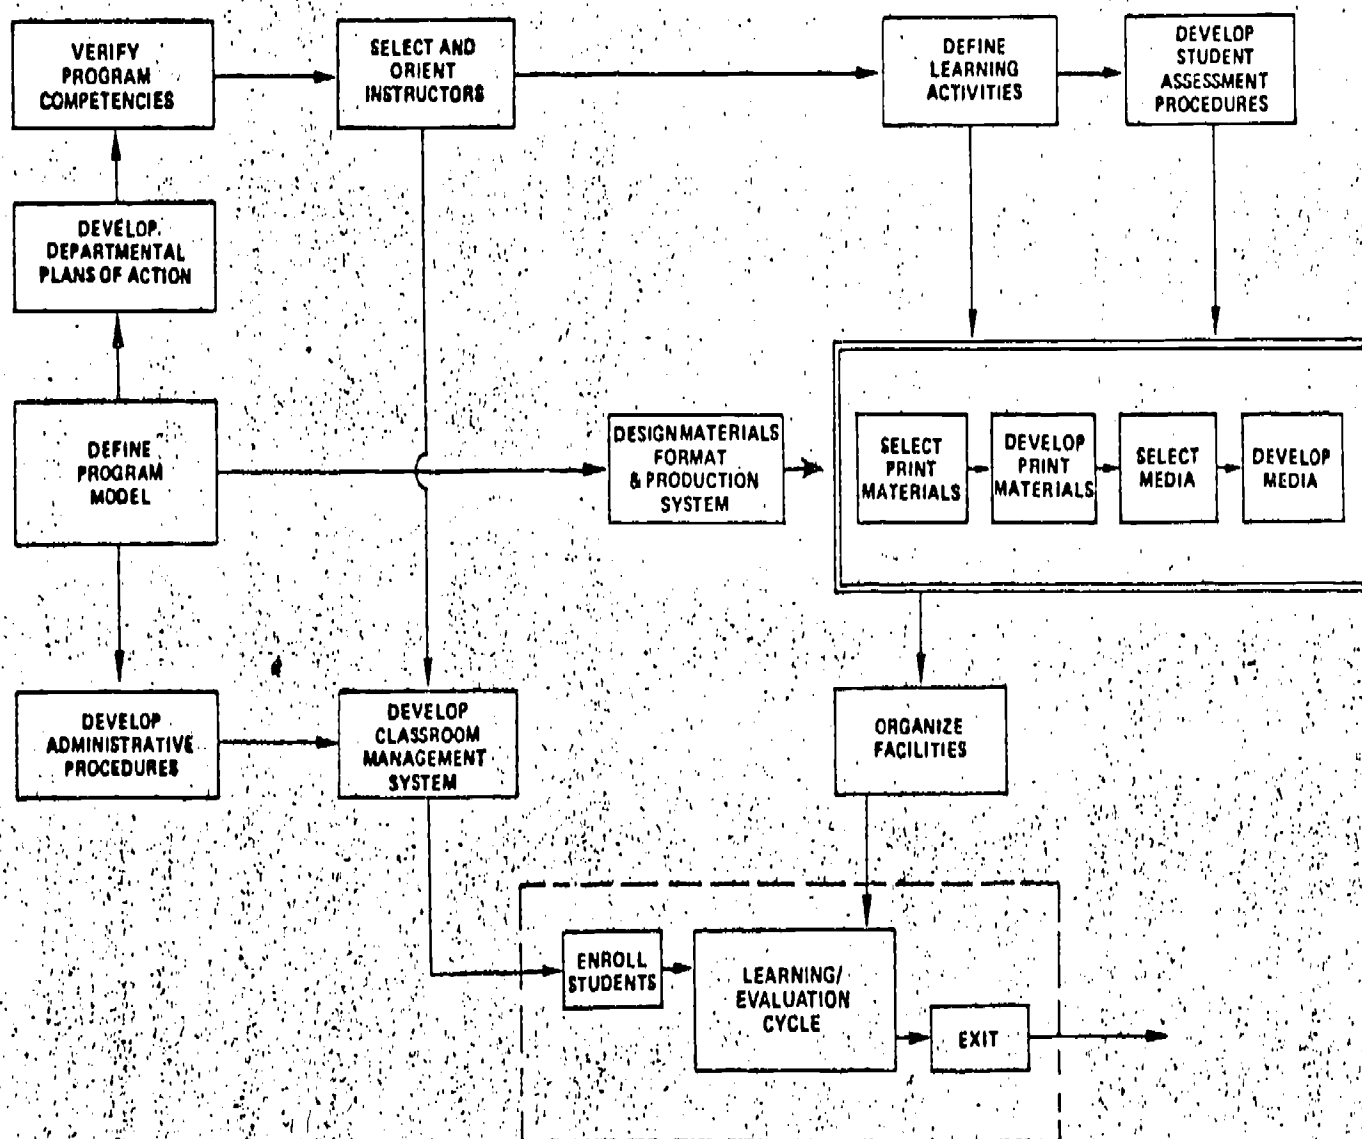 VERIFY
PROGRAM
COMPETENCIES
SELECT AND
ORIENT
INSTRUCTORS
DEFINE
LEARNING
ACTIVITIES
DEVELOP
STUDENT
ASSESSMENT
PROCEDURES
DEVELOP
DEPARTMENTAL
PLANS OF ACTION
DEFINE
PROGRAM
MODEL
DESIGN MATERIALS
FORMAT
& PRODUCTION
SYSTEM
SELECT
PRINT
MATERIALS
DEVELOP
PRINT
MATERIALS
SELECT
MEDIA
DEVELOP
MEDIA
DEVELOP
ADMINISTRATIVE
PROCEDURES
DEVELOP
CLASSROOM
MANAGEMENT
SYSTEM
ORGANIZE
FACILITIES
ENROLL
STUDENTS
LEARNING/
EVALUATION
CYCLE
EXIT